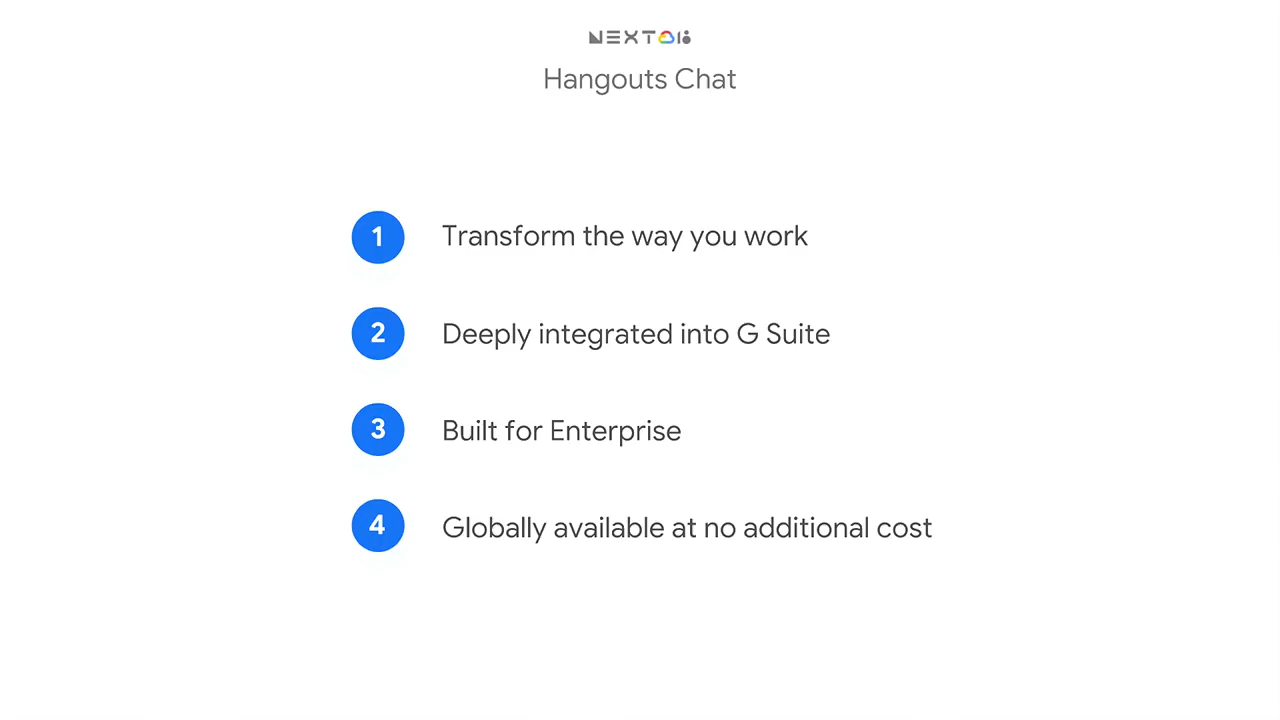 NEXT18
Hangouts Chat
1 Transform the way you work
2 Deeply integrated into G Suite
3 Built for Enterprise
4 Globally available at no additional cost